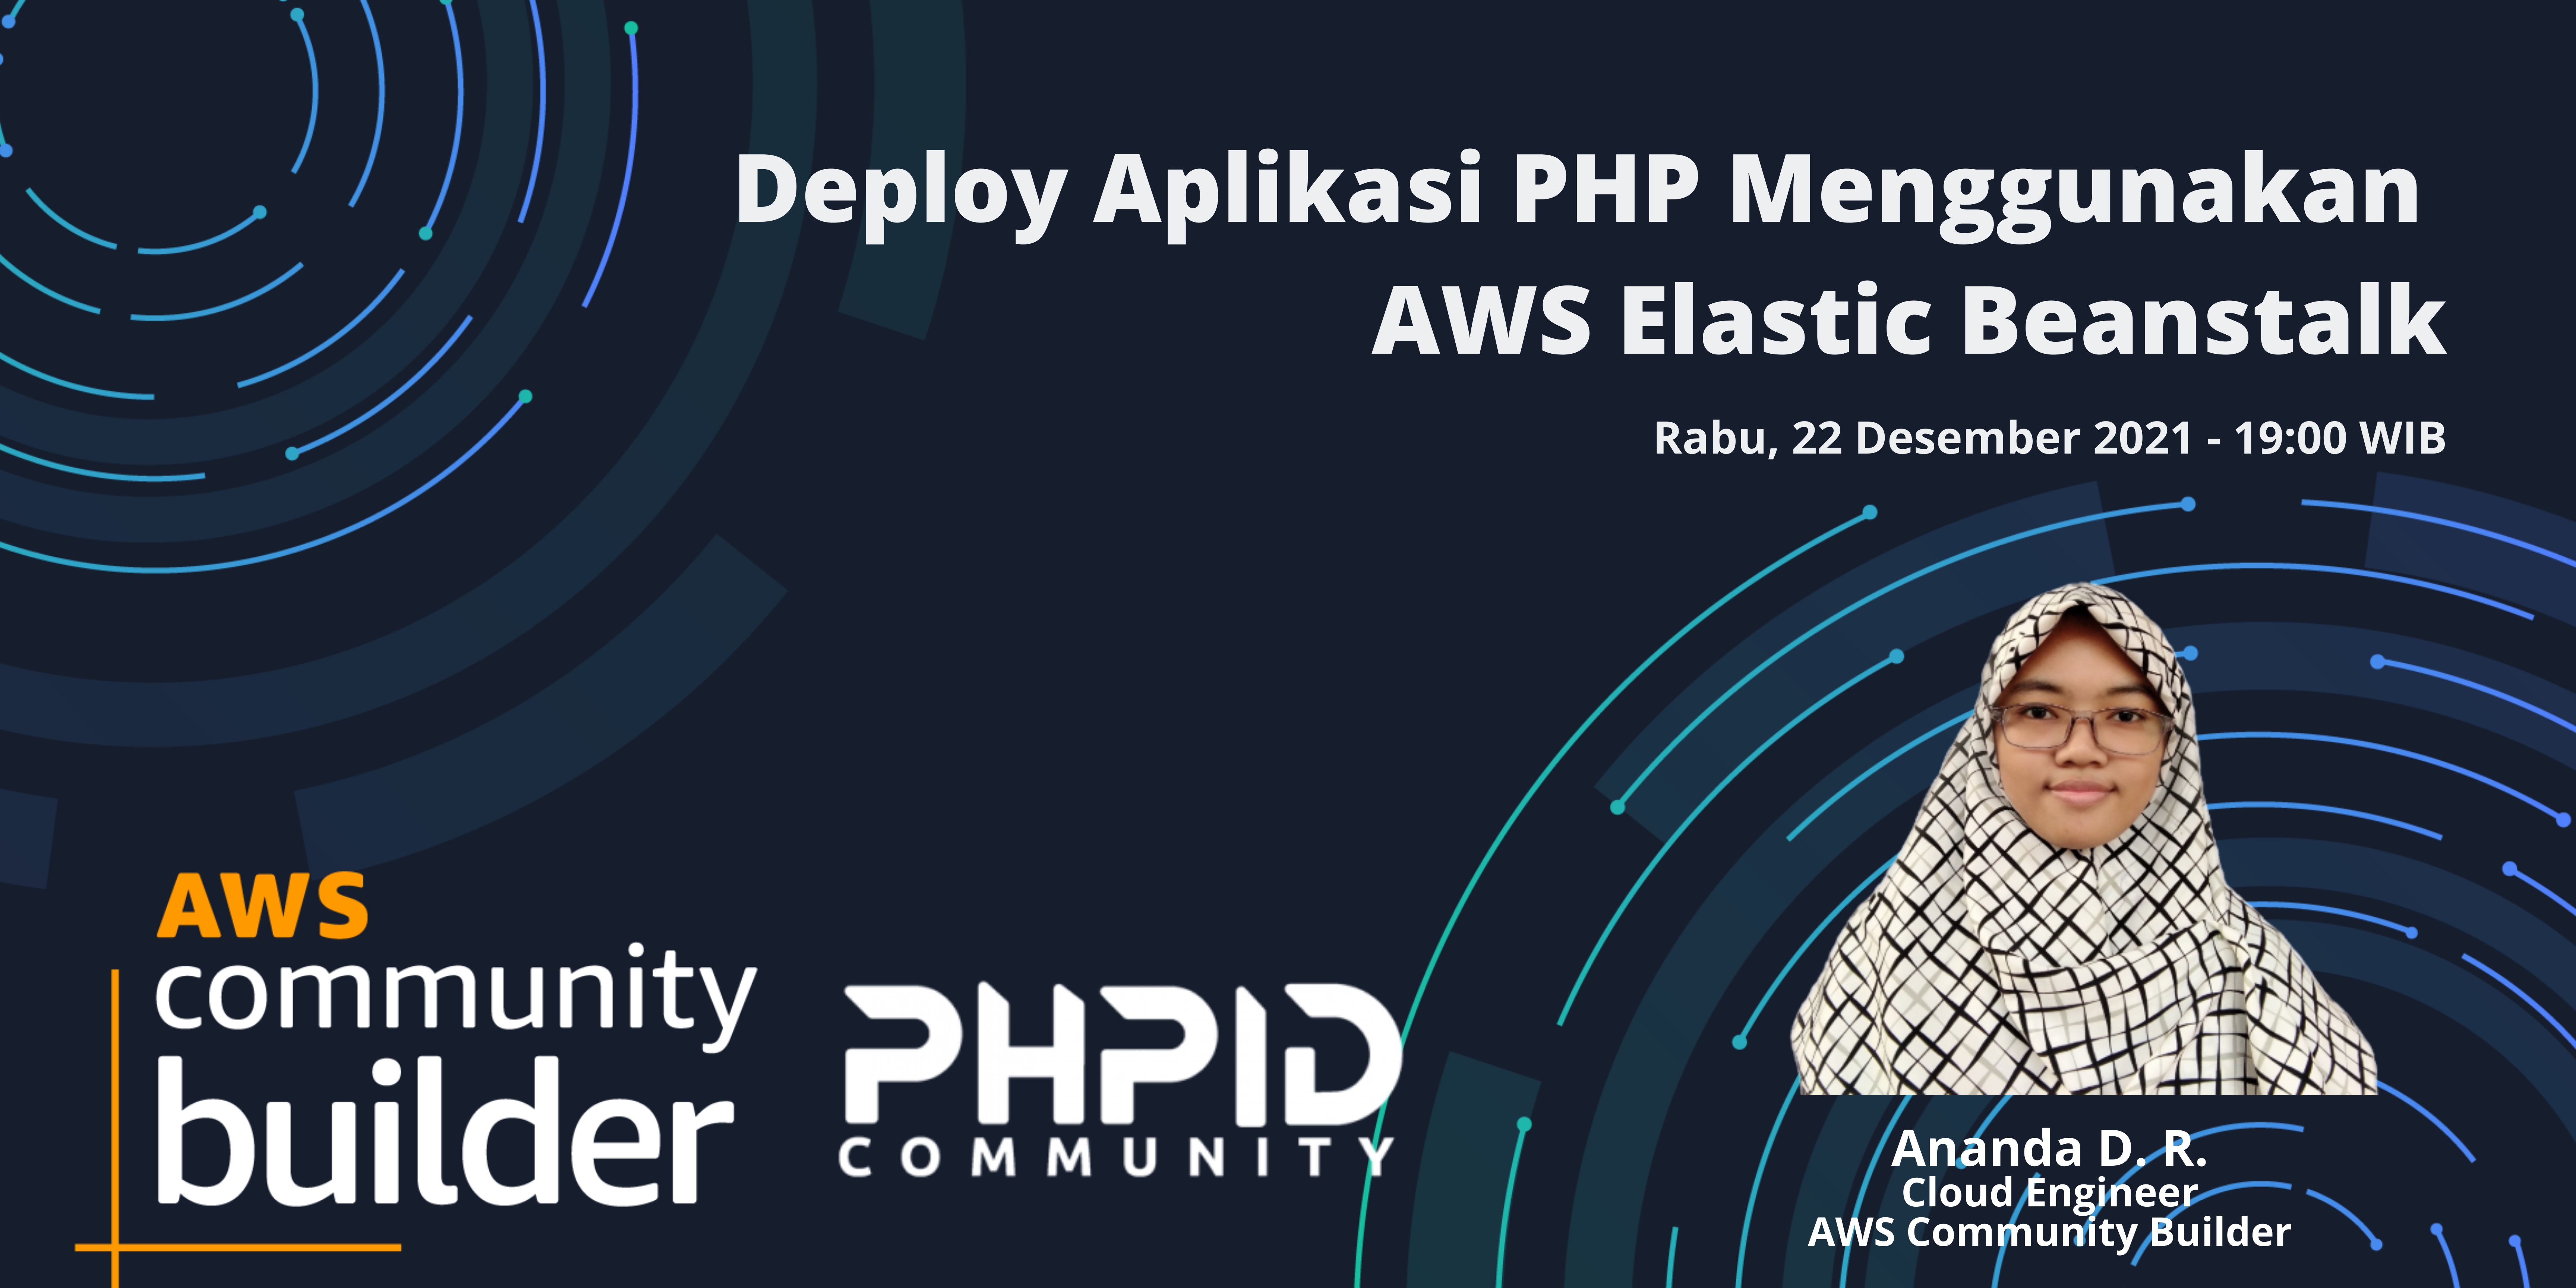 Deploy Aplikasi PHP Menggunakan
AWS Elastic Beanstalk
Rabu, 22 Desember 2021 - 19:00 WIB
AWS
community
builder
PHPID
COMMUNITY
Ananda D. R.
Cloud Engineer
AWS Community Builder